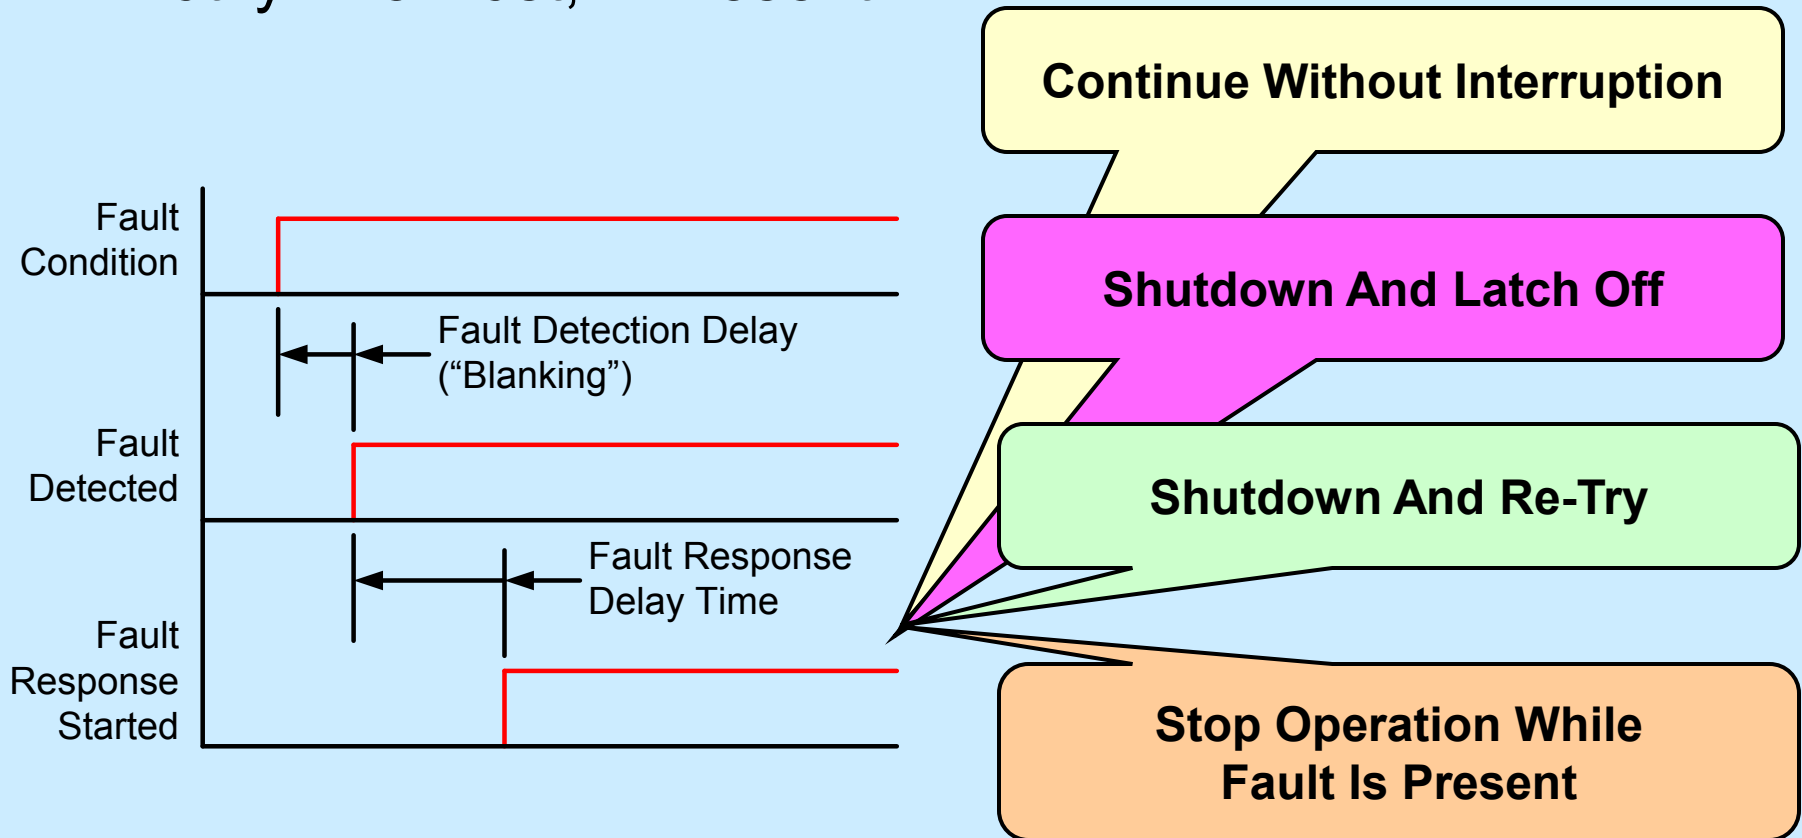 Continue Without Interruption
Fault
Condition
Shutdown And Latch Off
Fault Detection Delay
(“Blanking”)
Fault
Detected
Shutdown And Re-Try
Fault Response
Delay Time
Fault
Response
Started
Stop Operation While
Fault Is Present